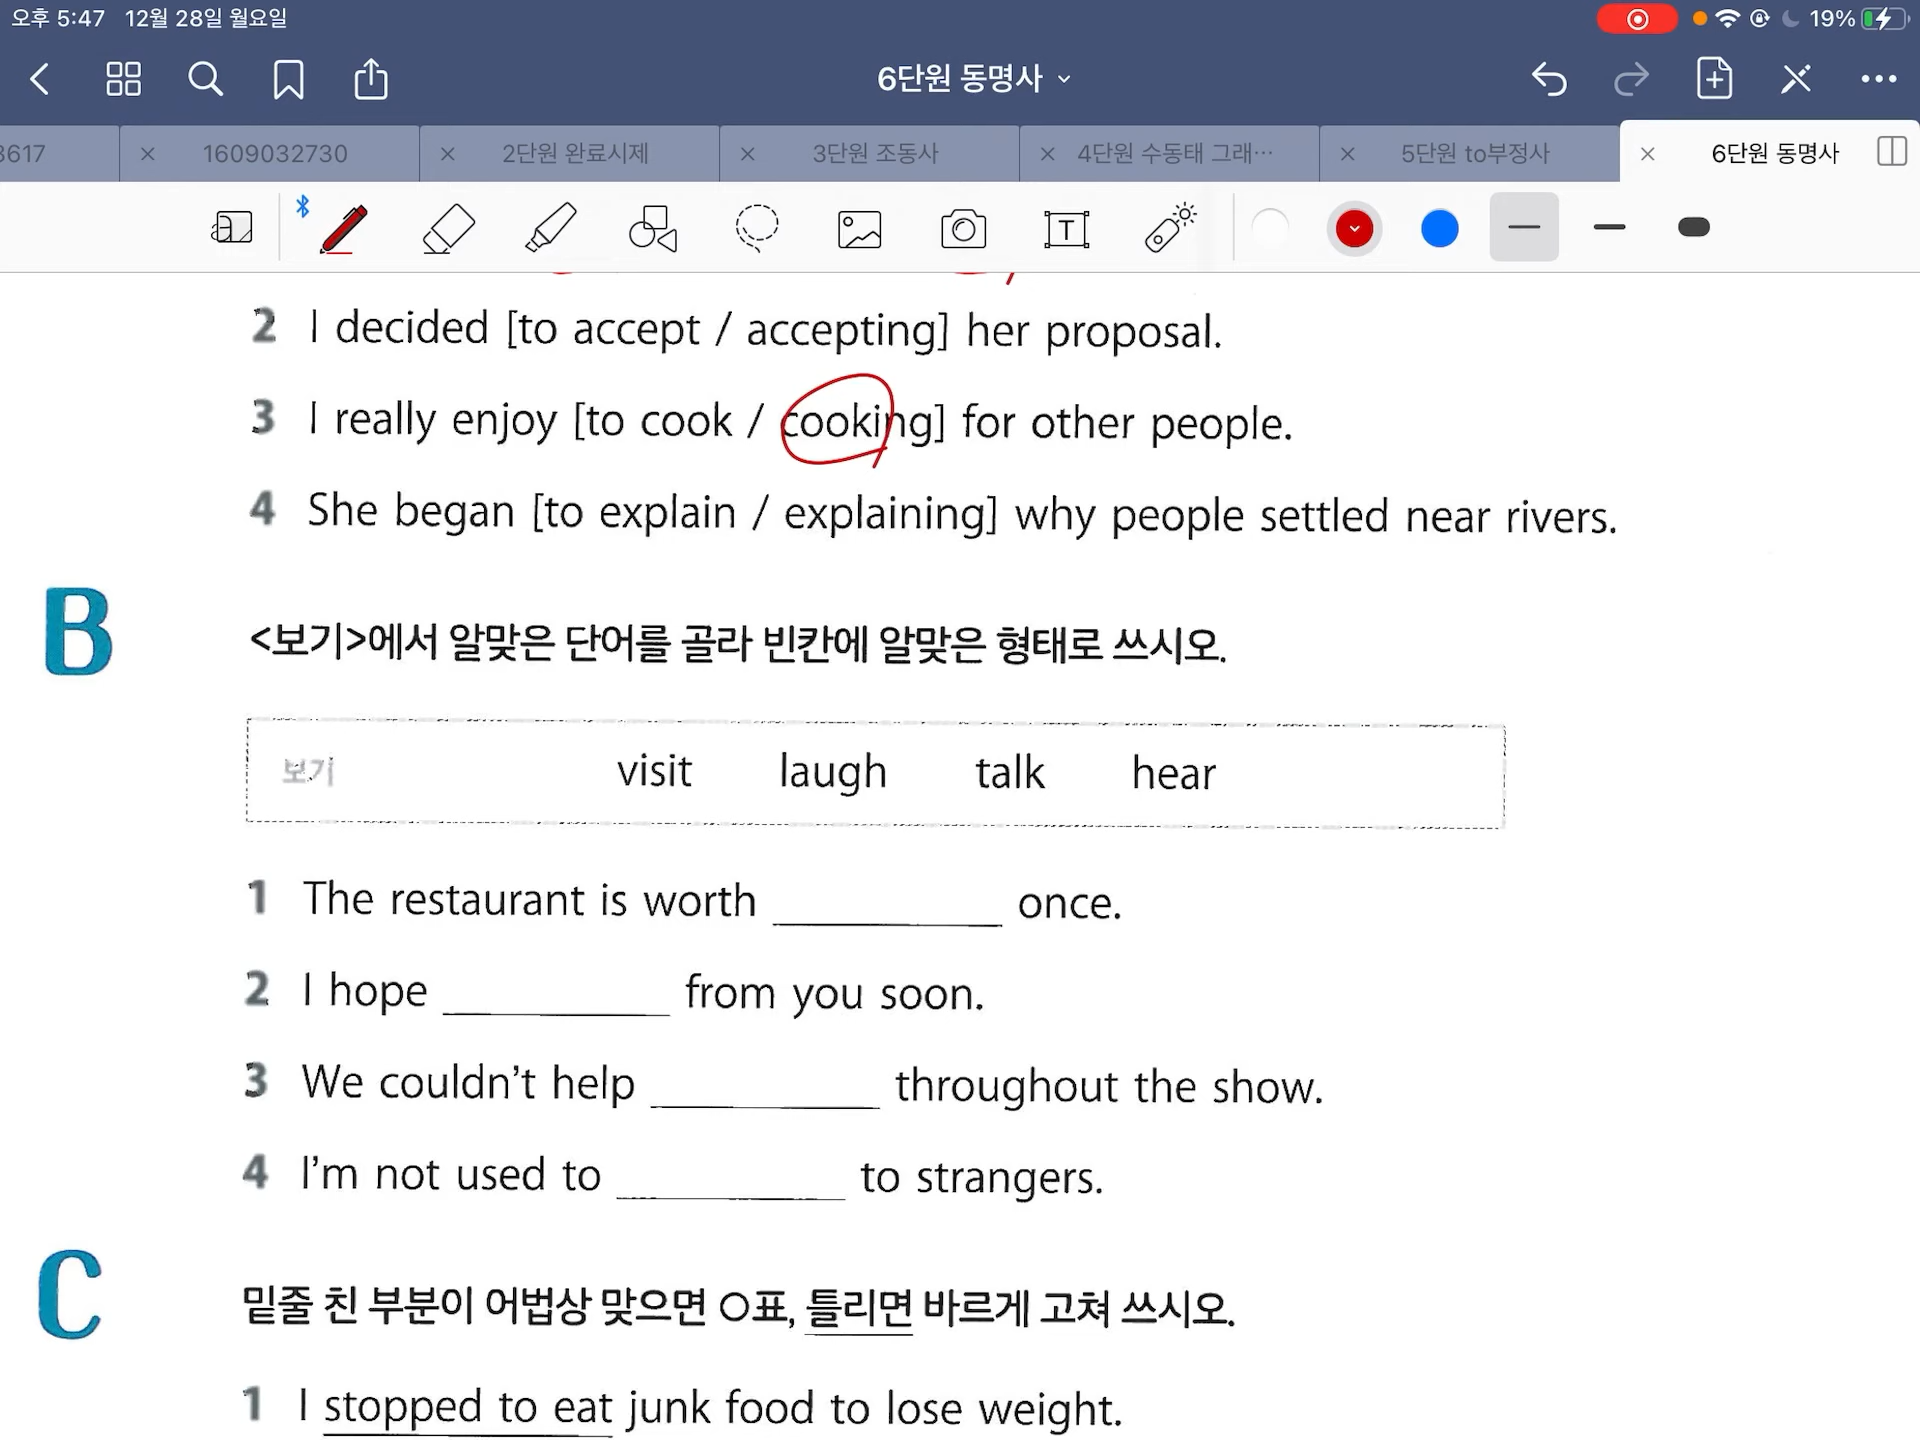 오후 5:47 12월 28일 월요일 19%
6단원 동명사
3617 1609032730 2단원 완료시제 3단원 조동사 4단원 수동태 그래… 5단원 to부정사 6단원 동명사
2 I decided [to accept / accepting] her proposal.
3 I really enjoy [to cook / cooking] for other people.
4 She began [to explain / explaining] why people settled near rivers.
B <보기>에서 알맞은 단어를 골라 빈칸에 알맞은 형태로 쓰시오.
보기 visit laugh talk hear
1 The restaurant is worth __________ once.
2 I hope __________ from you soon.
3 We couldn't help __________ throughout the show.
4 I'm not used to __________ to strangers.
C 밑줄 친 부분이 어법상 맞으면 ○표, 틀리면 바르게 고쳐 쓰시오.
1 I stopped to eat junk food to lose weight.